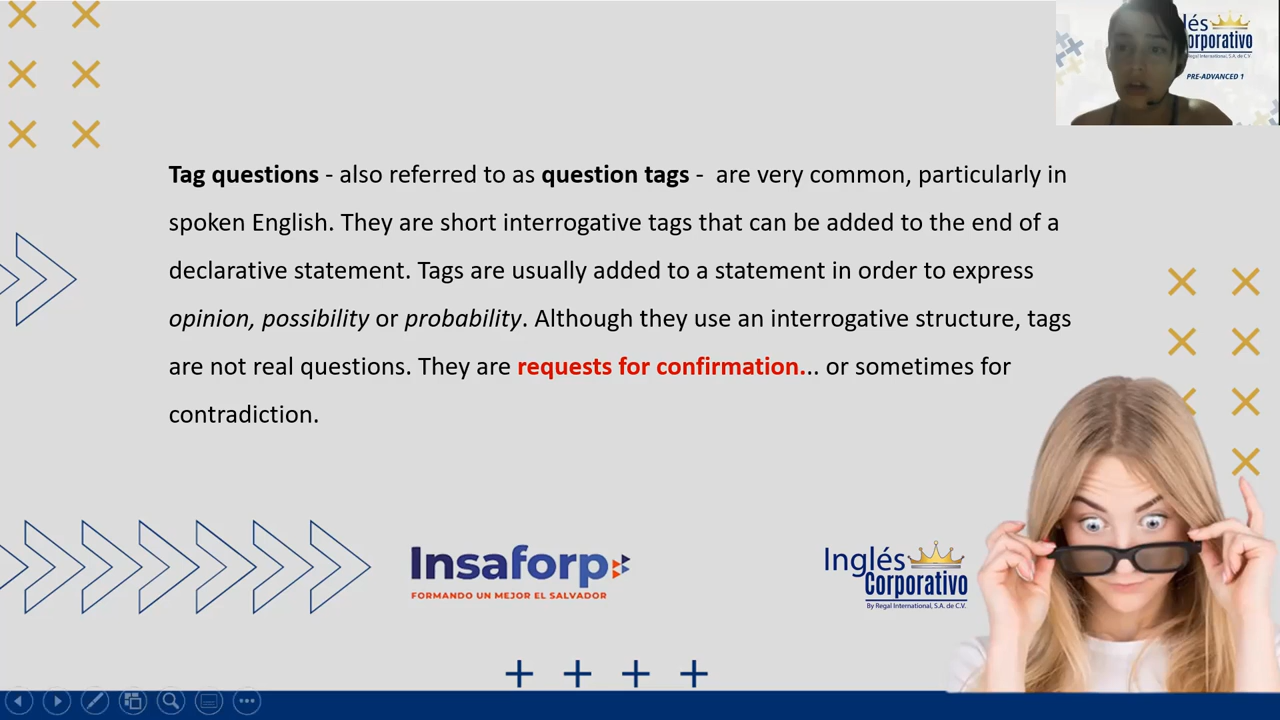 lés
orporativo
PRE-ADVANCED 1
Tag questions - also referred to as question tags - are very common, particularly in
spoken English. They are short interrogative tags that can be added to the end of a
declarative statement. Tags are usually added to a statement in order to express
opinion, possibility or probability. Although they use an interrogative structure, tags
are not real questions. They are requests for confirmation... or sometimes for
contradiction.
Insaforp
FORMANDO UN MEJOR EL SALVADOR
Inglés
Corporativo
By Regal International, S.A. de C.V.